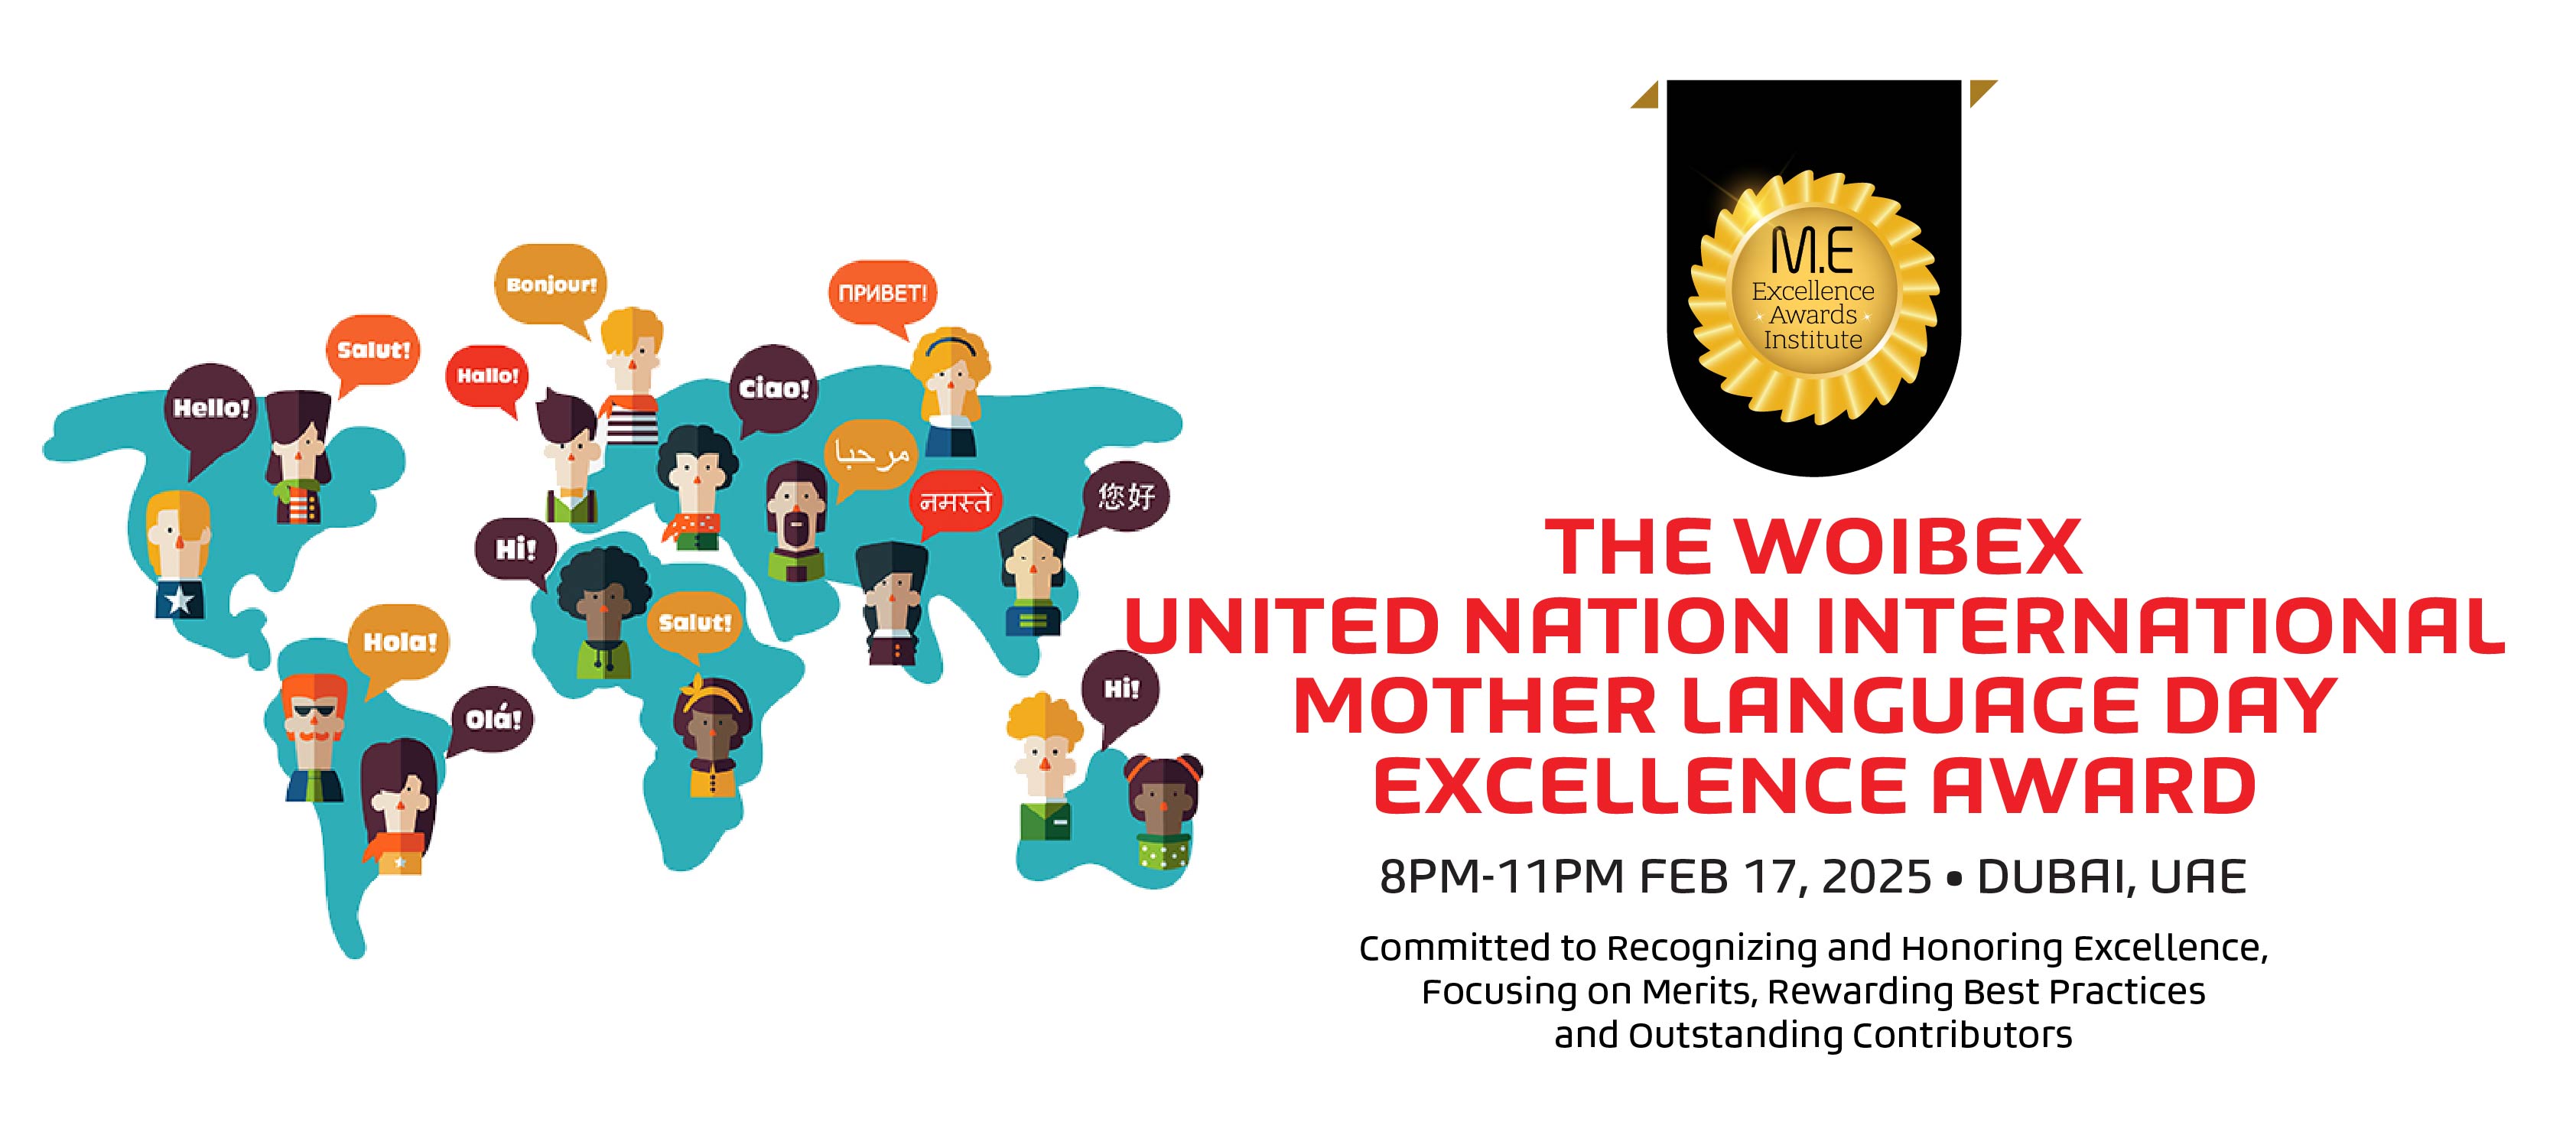 Bonjour!
ПРИВЕТ!
Salut!
Hallo!
Ciao!
Hello!
مرحبا
नमस्ते
您好
Hi!
Salut!
Hola!
Hi!
Olá!
M.E
Excellence
Awards
Institute
THE WOIBEX
UNITED NATION INTERNATIONAL
MOTHER LANGUAGE DAY
EXCELLENCE AWARD
8PM-11PM FEB 17, 2025 • DUBAI, UAE
Committed to Recognizing and Honoring Excellence,
Focusing on Merits, Rewarding Best Practices
and Outstanding Contributors